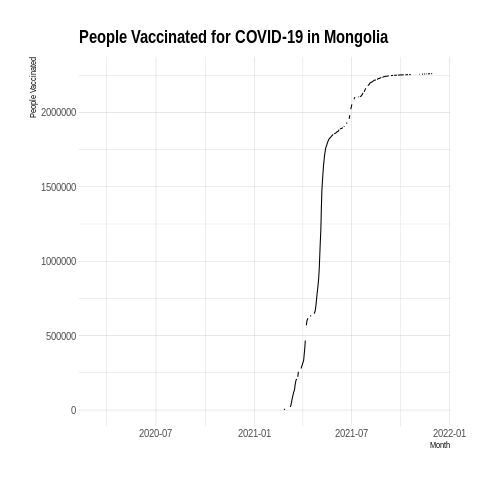 People Vaccinated for COVID-19 in Mongolia
People Vaccinated
2000000
1500000
1000000
500000
0
2020-07 2021-01 2021-07 2022-01
Month